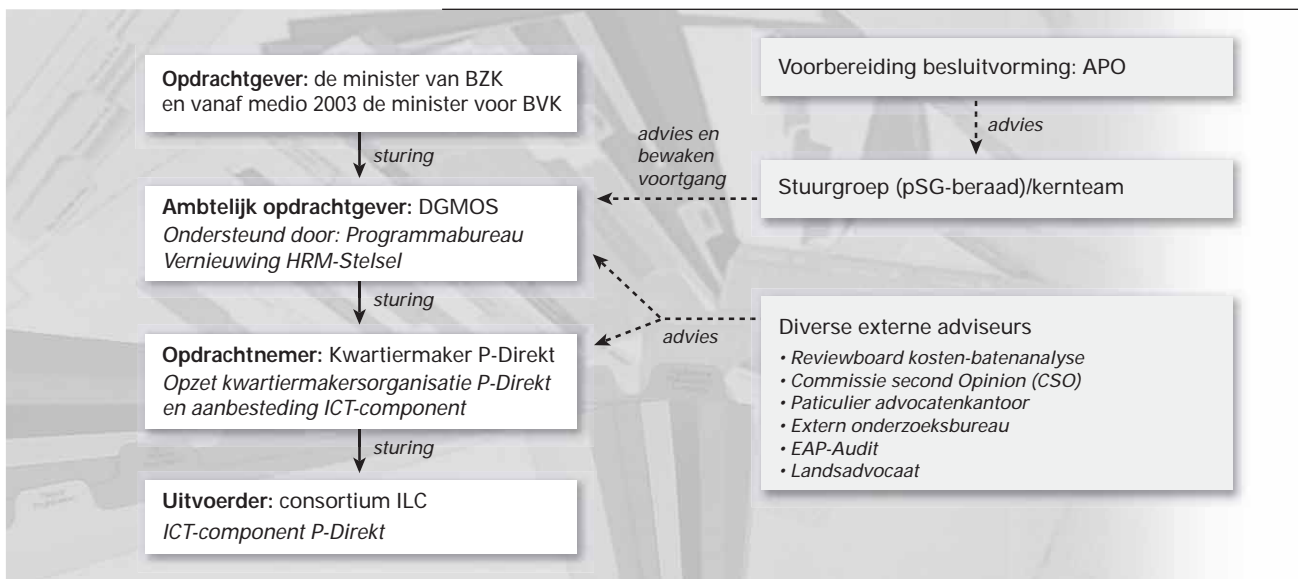 Opdrachtgever: de minister van BZK
en vanaf medio 2003 de minister voor BVK
sturing
Ambtelijk opdrachtgever: DGMOS
Ondersteund door: Programmabureau
Vernieuwing HRM-Stelsel
sturing
Opdrachtnemer: Kwartiermaker P-Direkt
Opzet kwartiermakersorganisatie P-Direkt
en aanbesteding ICT-component
sturing
Uitvoerder: consortium ILC
ICT-component P-Direkt
Voorbereiding besluitvorming: APO
advies
advies en
bewaken
voortgang
Stuurgroep (pSG-beraad)/kernteam
advies
Diverse externe adviseurs
• Reviewboard kosten-batenanalyse
• Commissie second Opinion (CSO)
• Paticulier advocatenkantoor
• Extern onderzoeksbureau
• EAP-Audit
• Landsadvocaat